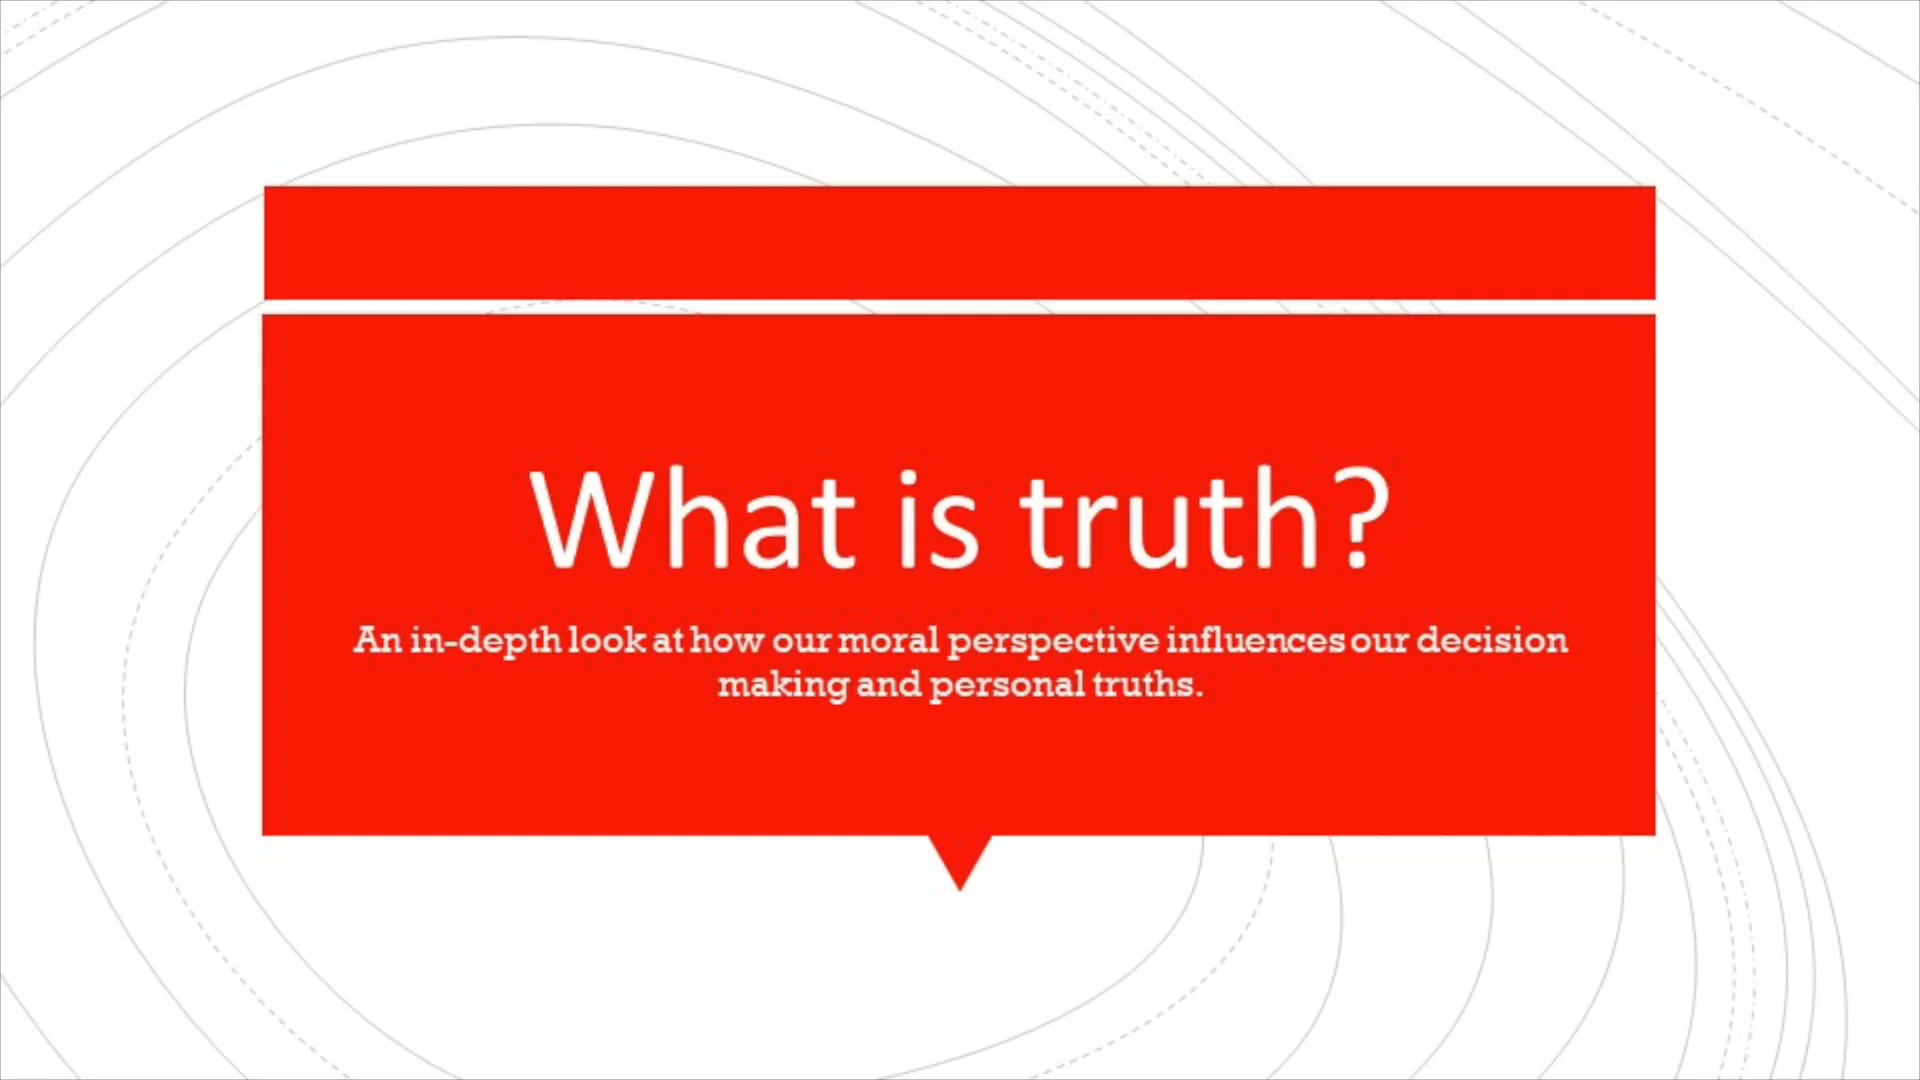 What is truth?
An in-depth look at how our moral perspective influences our decision
making and personal truths.